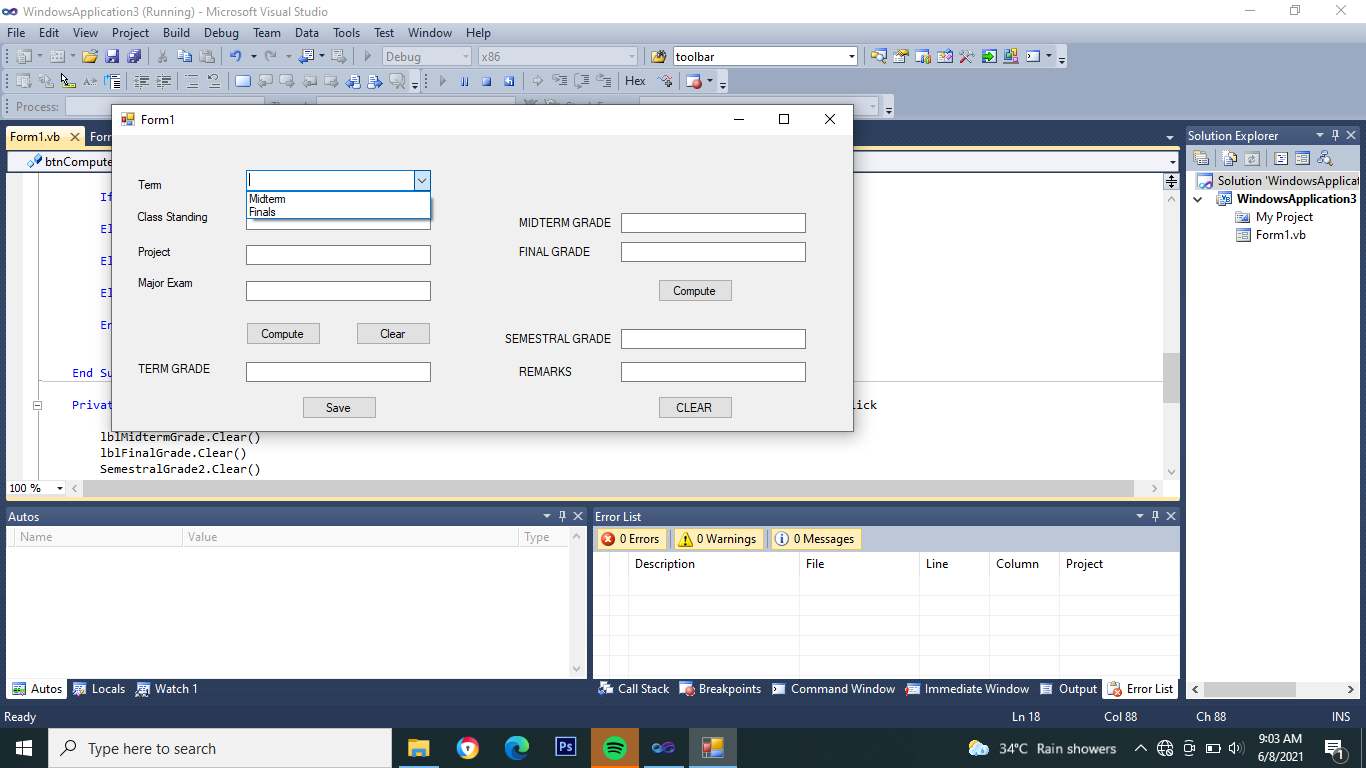 WindowsApplication3 (Running) - Microsoft Visual Studio
File Edit View Project Build Debug Team Data Tools Test Window Help
Debug x86 toolbar
Hex
Process:
Form1
Form1.vb
btnCompute
Term
Midterm
Finals
Class Standing
Project
Major Exam
Compute Clear
TERM GRADE
Save
MIDTERM GRADE
FINAL GRADE
Compute
SEMESTRAL GRADE
REMARKS
CLEAR
If
El
El
El
En
End Su
Privat lick
lblMidtermGrade.Clear()
lblFinalGrade.Clear()
SemestralGrade2.Clear()
100 %
Solution Explorer
Solution 'WindowsApplicat
WindowsApplication3
My Project
Form1.vb
Autos
Name Value Type
Autos Locals Watch 1
Error List
0 Errors 0 Warnings 0 Messages
Description File Line Column Project
Call Stack Breakpoints Command Window Immediate Window Output Error List
Ready Ln 18 Col 88 Ch 88 INS
Type here to search
Ps
34°C Rain showers
9:03 AM
6/8/2021
1